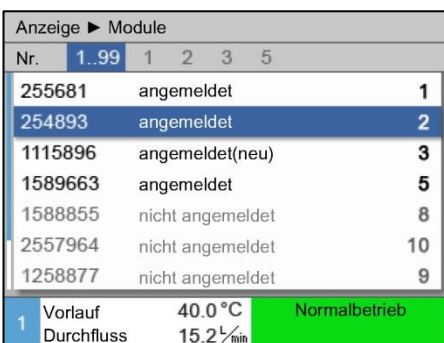 Anzeige ► Module
Nr. 1..99 1 2 3 5
255681 angemeldet 1
254893 angemeldet 2
1115896 angemeldet(neu) 3
1589663 angemeldet 5
1588855 nicht angemeldet 8
2557964 nicht angemeldet 10
1258877 nicht angemeldet 9
1 Vorlauf 40.0 °C Normalbetrieb
Durchfluss 15.2 L/min